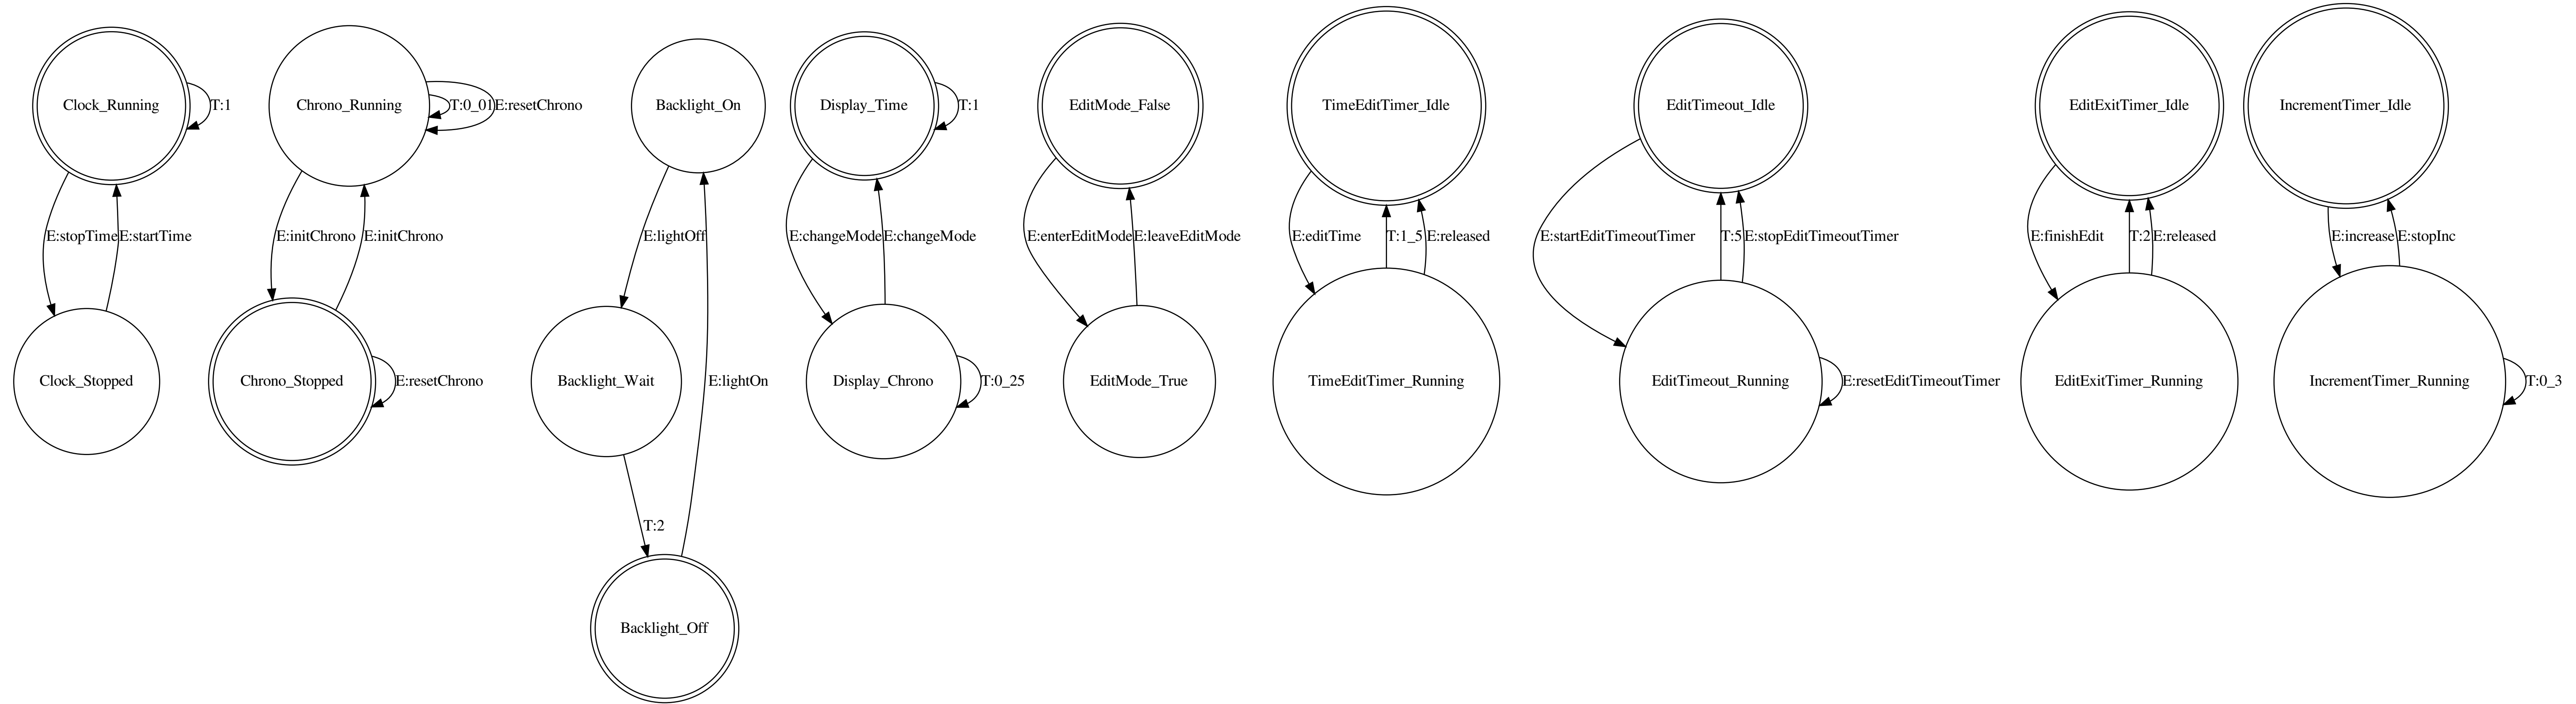 Clock_Running
T:1
Chrono_Running
T:0_01
E:resetChrono
Backlight_On
Display_Time
T:1
EditMode_False
TimeEditTimer_Idle
EditTimeout_Idle
EditExitTimer_Idle
IncrementTimer_Idle
E:stopTime
E:startTime
E:initChrono
E:initChrono
E:lightOff
E:changeMode
E:changeMode
E:enterEditMode
E:leaveEditMode
E:editTime
T:1_5
E:released
E:startEditTimeoutTimer
T:5
E:stopEditTimeoutTimer
E:finishEdit
T:2
E:released
E:increase
E:stopInc
Clock_Stopped
Chrono_Stopped
E:resetChrono
Backlight_Wait
E:lightOn
Display_Chrono
T:0_25
EditMode_True
TimeEditTimer_Running
EditTimeout_Running
E:resetEditTimeoutTimer
EditExitTimer_Running
IncrementTimer_Running
T:0_3
T:2
Backlight_Off